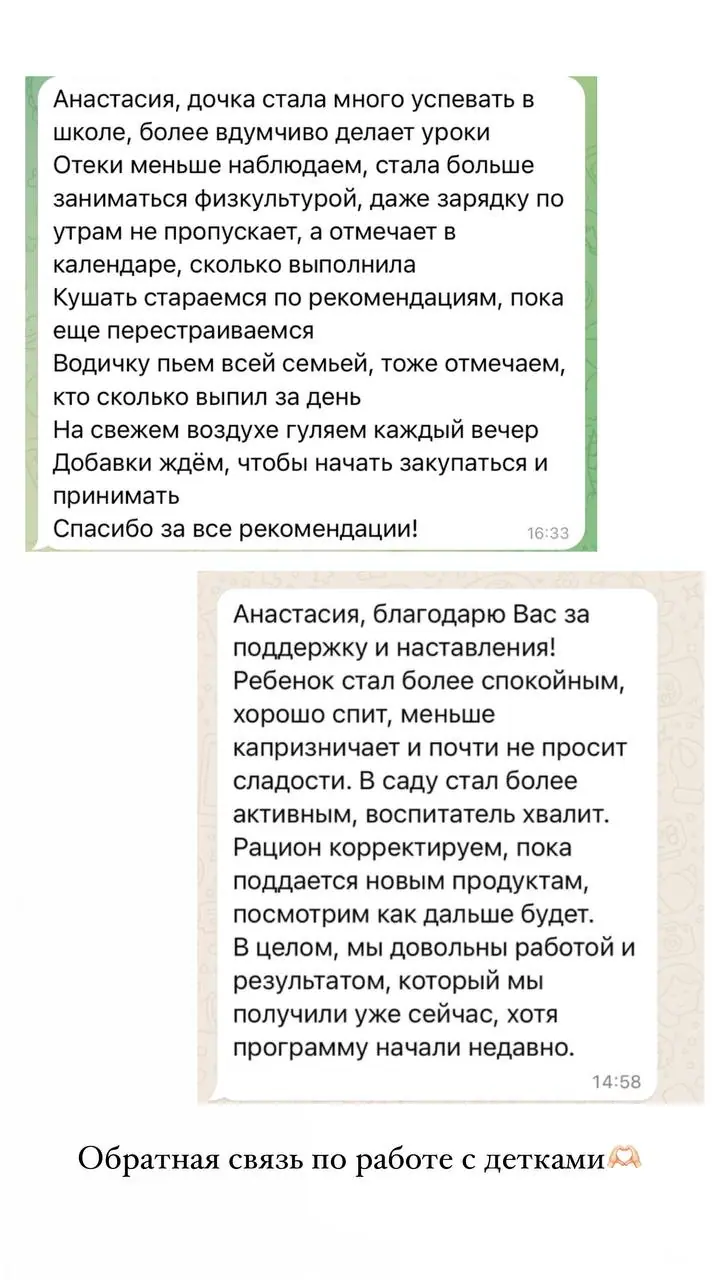 Анастасия, дочка стала много успевать в
школе, более вдумчиво делает уроки
Отеки меньше наблюдаем, стала больше
заниматься физкультурой, даже зарядку по
утрам не пропускает, а отмечает в
календаре, сколько выполнила
Кушать стараемся по рекомендациям, пока
еще перестраиваемся
Водичку пьем всей семьей, тоже отмечаем,
кто сколько выпил за день
На свежем воздухе гуляем каждый вечер
Добавки ждём, чтобы начать закупаться и
принимать
Спасибо за все рекомендации!
16:33
Анастасия, благодарю Вас за
поддержку и наставления!
Ребенок стал более спокойным,
хорошо спит, меньше
капризничает и почти не просит
сладости. В саду стал более
активным, воспитатель хвалит.
Рацион корректируем, пока
поддается новым продуктам,
посмотрим как дальше будет.
В целом, мы довольны работой и
результатом, который мы
получили уже сейчас, хотя
программу начали недавно.
14:58
Обратная связь по работе с детками🫶🏻